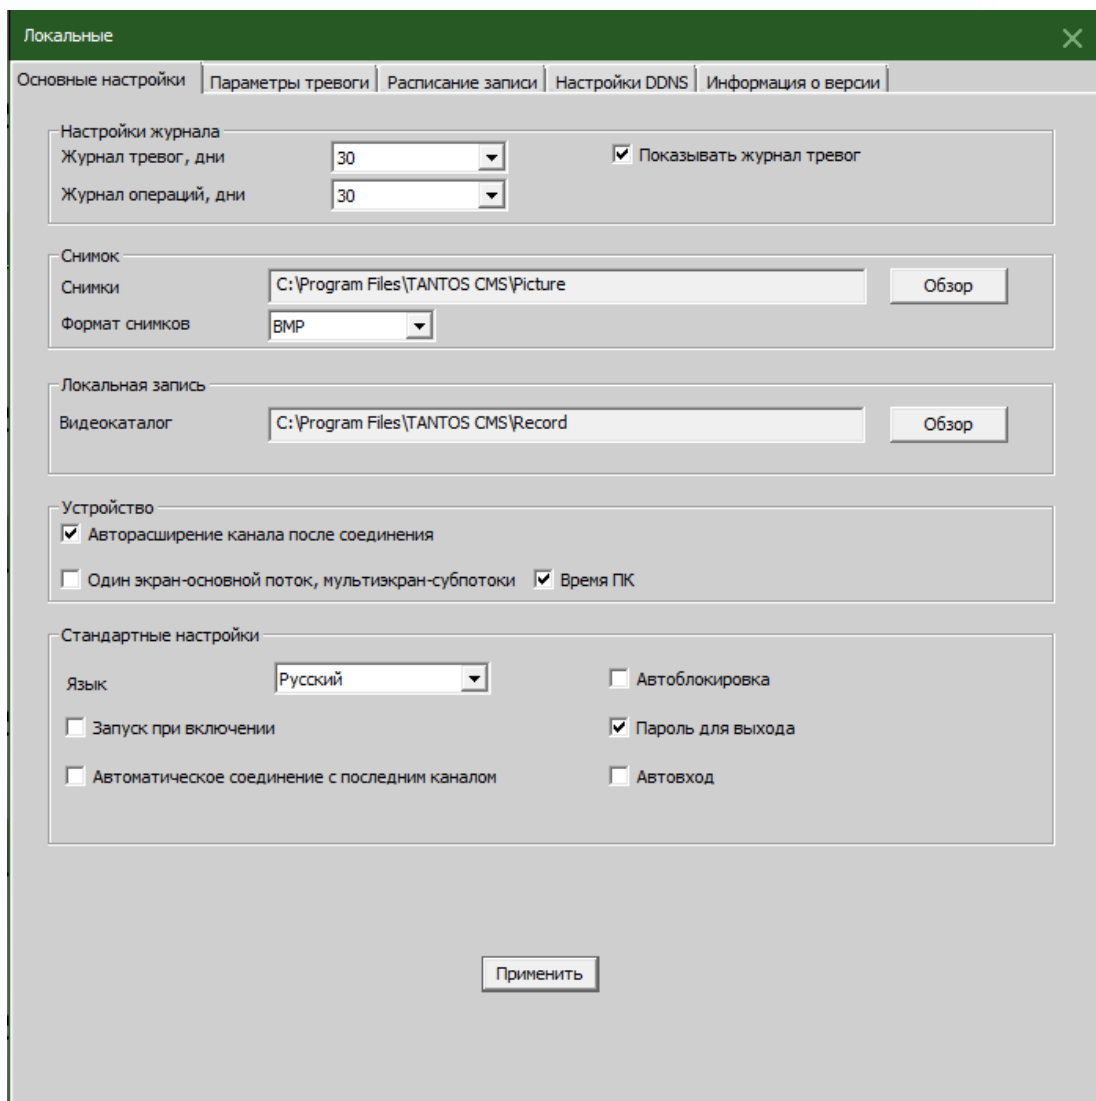 Локальные
Основные настройки Параметры тревоги Расписание записи Настройки DDNS Информация о версии
Настройки журнала
Журнал тревог, дни 30 Показывать журнал тревог
Журнал операций, дни 30
Снимок
Снимки C:\Program Files\TANTOS CMS\Picture Обзор
Формат снимков BMP
Локальная запись
Видеокаталог C:\Program Files\TANTOS CMS\Record Обзор
Устройство
Авторасширение канала после соединения
Один экран-основной поток, мультиэкран-субпотоки Время ПК
Стандартные настройки
Язык Русский Автоблокировка
Запуск при включении Пароль для выхода
Автоматическое соединение с последним каналом Автовход
Применить